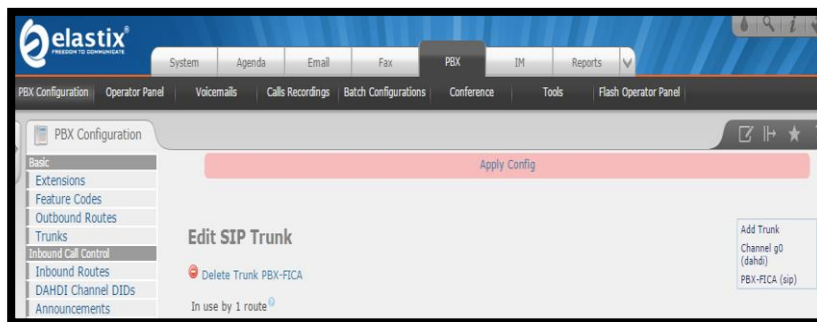 elastix®
FREEDOM TO COMMUNICATE
System Agenda Email Fax PBX IM Reports
PBX Configuration Operator Panel Voicemails Calls Recordings Batch Configurations Conference Tools Flash Operator Panel
PBX Configuration
Basic
Extensions
Feature Codes
Outbound Routes
Trunks
Inbound Call Control
Inbound Routes
DAHDI Channel DIDs
Announcements
Apply Config
Edit SIP Trunk
Delete Trunk PBX-FICA
In use by 1 route
Add Trunk
Channel g0
(dahdi)
PBX-FICA (sip)